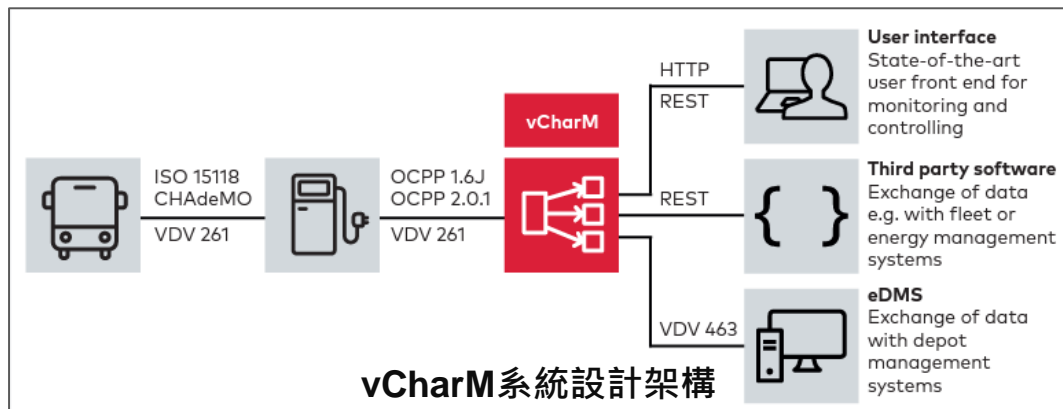 ISO 15118
CHAdeMO
VDV 261
OCPP 1.6J
OCPP 2.0.1
VDV 261
vCharM
HTTP
REST
User interface
State-of-the-art
user front end for
monitoring and
controlling
REST
Third party software
Exchange of data
e.g. with fleet or
energy management
systems
VDV 463
eDMS
Exchange of data
with depot
management
systems
vCharM系統設計架構